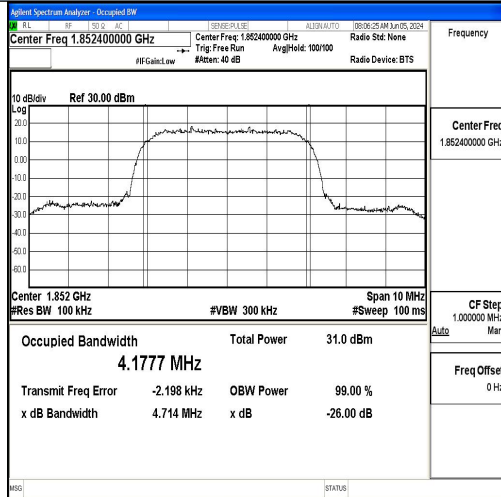 Agilent Spectrum Analyzer - Occupied BW
RL RF 50 Ω AC SENSE:PULSE ALIGN AUTO 08:06:25 AM Jun 05, 2024
Center Freq 1.852400000 GHz Center Freq: 1.852400000 GHz Radio Std: None Frequency
Trig: Free Run Avg|Hold: 100/100
#IFGain:Low #Atten: 40 dB Radio Device: BTS
10 dB/div Ref 30.00 dBm
Log
20.0
10.0
0.00
-10.0
-20.0
-30.0
-40.0
-50.0
-60.0
Center Freq
1.852400000 GHz
Center 1.852 GHz Span 10 MHz
#Res BW 100 kHz #VBW 300 kHz #Sweep 100 ms
CF Step
1.000000 MHz
Auto Man
Occupied Bandwidth Total Power 31.0 dBm
4.1777 MHz
Freq Offset
0 Hz
Transmit Freq Error -2.198 kHz OBW Power 99.00 %
x dB Bandwidth 4.714 MHz x dB -26.00 dB
MSG STATUS